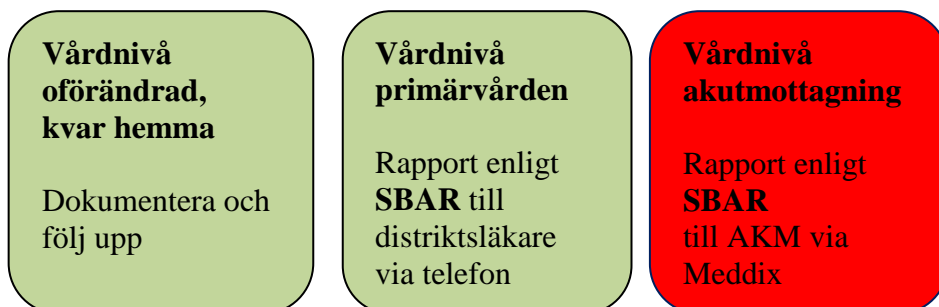 Vårdnivå
oförändrad,
kvar hemma
Dokumentera och
följ upp
Vårdnivå
primärvården
Rapport enligt
SBAR till
distriktsläkare
via telefon
Vårdnivå
akutmottagning
Rapport enligt
SBAR
till AKM via
Meddix